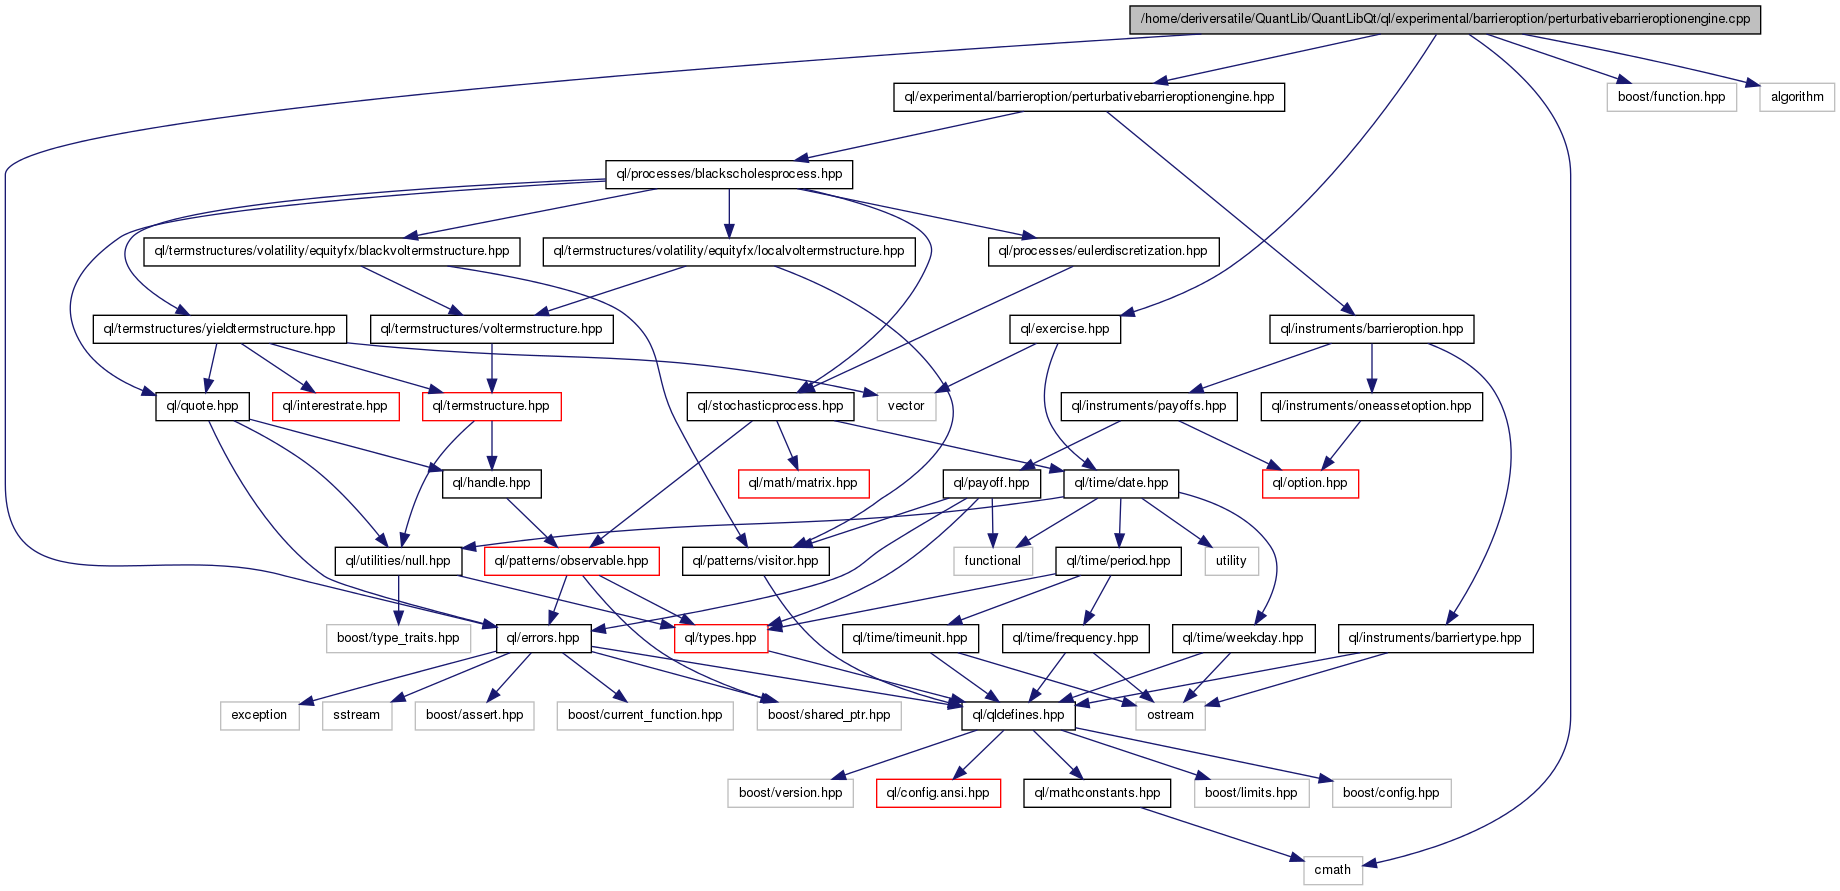 /home/deriversatile/QuantLib/QuantLibQt/ql/experimental/barrieroption/perturbativebarrieroptionengine.cpp
ql/experimental/barrieroption/perturbativebarrieroptionengine.hpp
boost/function.hpp
algorithm
ql/processes/blackscholesprocess.hpp
ql/termstructures/volatility/equityfx/blackvoltermstructure.hpp
ql/termstructures/volatility/equityfx/localvoltermstructure.hpp
ql/processes/eulerdiscretization.hpp
ql/termstructures/yieldtermstructure.hpp
ql/termstructures/voltermstructure.hpp
ql/exercise.hpp
ql/instruments/barrieroption.hpp
ql/quote.hpp
ql/interestrate.hpp
ql/termstructure.hpp
ql/stochasticprocess.hpp
vector
ql/instruments/payoffs.hpp
ql/instruments/oneassetoption.hpp
ql/handle.hpp
ql/math/matrix.hpp
ql/payoff.hpp
ql/time/date.hpp
ql/option.hpp
ql/utilities/null.hpp
ql/patterns/observable.hpp
ql/patterns/visitor.hpp
functional
ql/time/period.hpp
utility
boost/type_traits.hpp
ql/errors.hpp
ql/types.hpp
ql/time/timeunit.hpp
ql/time/frequency.hpp
ql/time/weekday.hpp
ql/instruments/barriertype.hpp
exception
sstream
boost/assert.hpp
boost/current_function.hpp
boost/shared_ptr.hpp
ql/qldefines.hpp
ostream
boost/version.hpp
ql/config.ansi.hpp
ql/mathconstants.hpp
boost/limits.hpp
boost/config.hpp
cmath